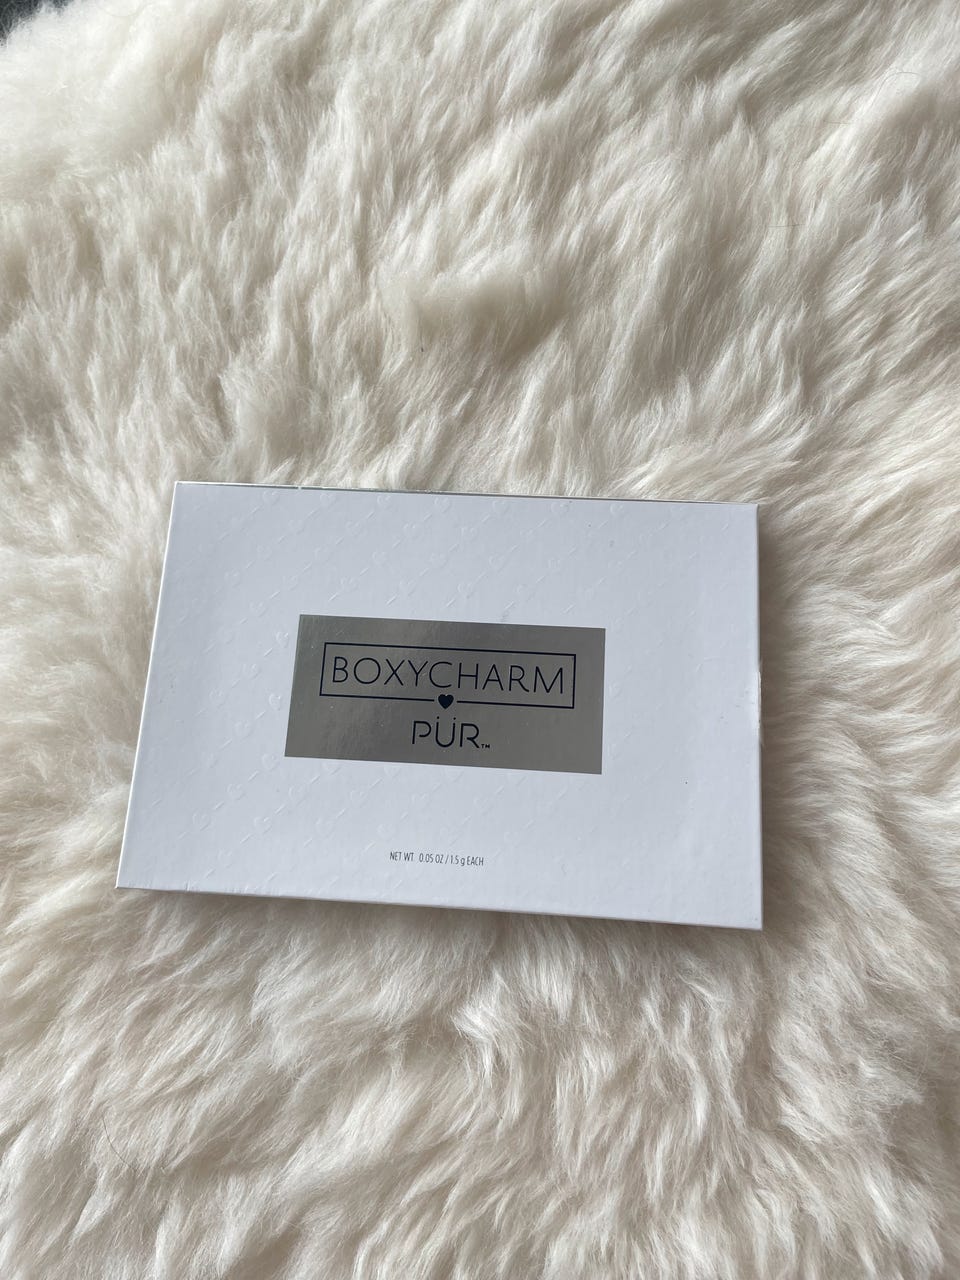 BOXYCHARM
PÜR™
NET WT. 0.05 OZ / 1.5 g EACH